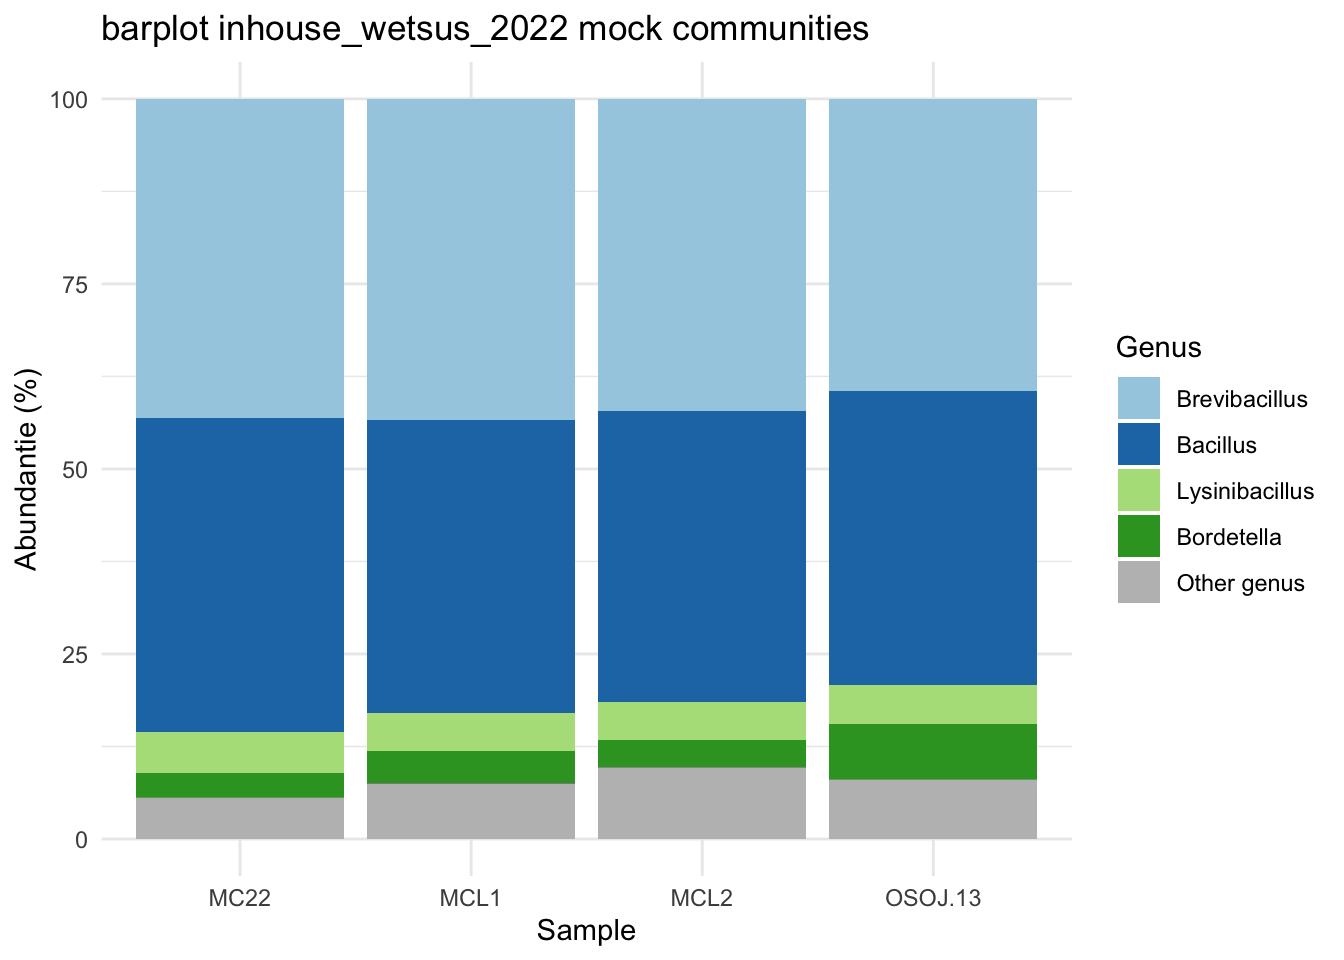 barplot inhouse_wetsus_2022 mock communities
100
75
50
25
0
Abundantie (%)
MC22 MCL1 MCL2 OSOJ.13
Sample
Genus
Brevibacillus
Bacillus
Lysinibacillus
Bordetella
Other genus